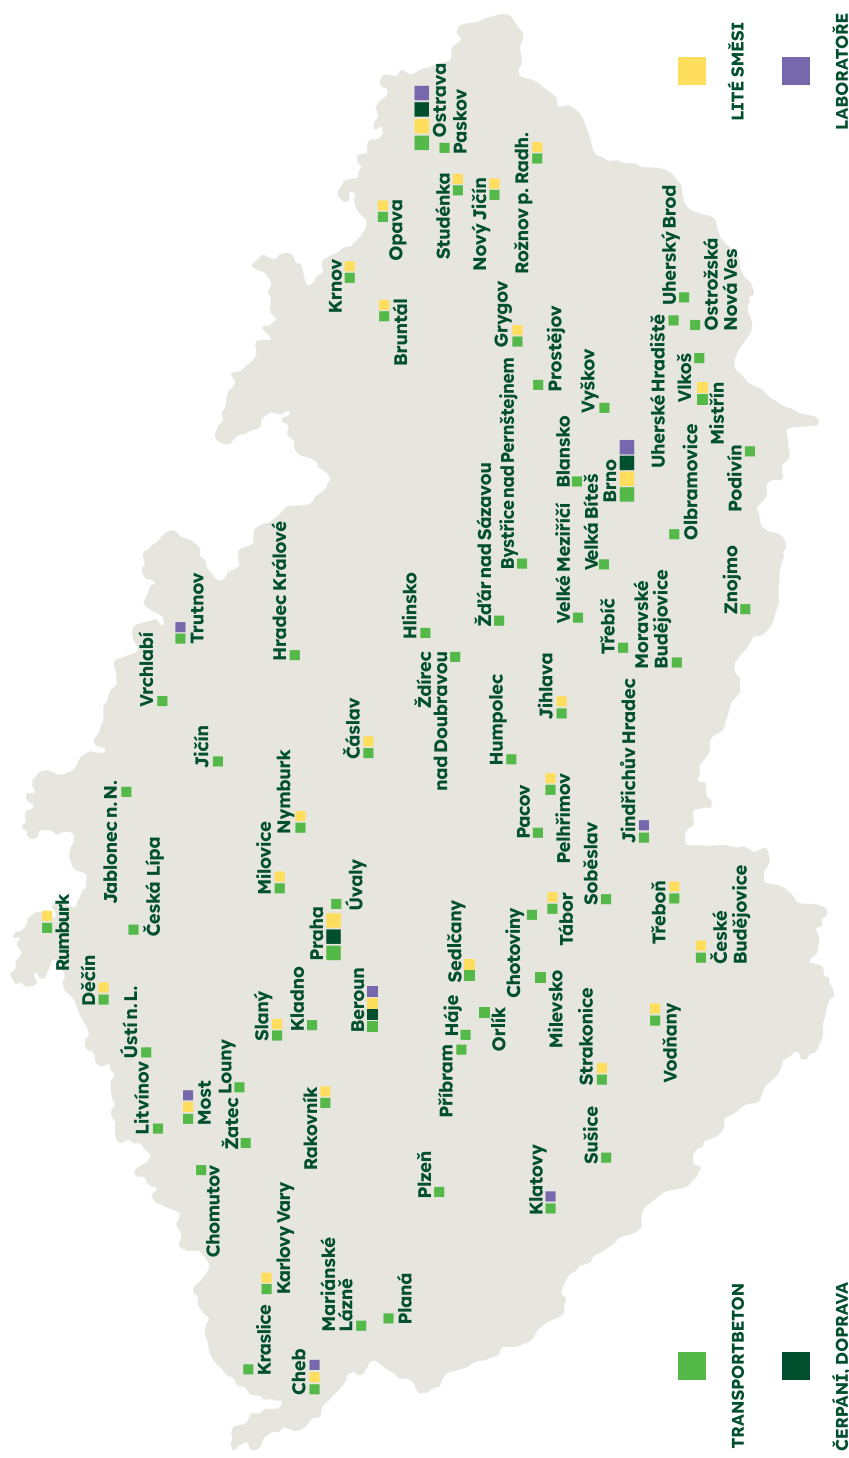 Rumburk
Děčín
Jablonec n. N.
Česká Lípa
Ústí n. L.
Litvínov
Vrchlabí
Trutnov
Most
Jičín
Chomutov
Žatec
Louny
Slaný
Milovice
Nymburk
Hradec Králové
Kraslice
Karlovy Vary
Kladno
Rakovník
Praha
Úvaly
Čáslav
Cheb
Mariánské
Lázně
Beroun
Planá
Krnov
Opava
Bruntál
Ostrava
Paskov
Studénka
Nový Jičín
Rožnov p. Radh.
Hlinsko
Ždírec
nad Doubravou
Plzeň
Příbram
Háje
Sedlčany
Orlík
Humpolec
Žďár nad Sázavou
Bystřice nad Pernštejnem
Grygov
Prostějov
Klatovy
Milevsko
Chotoviny
Tábor
Pacov
Pelhřimov
Jihlava
Velké Meziříčí
Velká Bíteš
Blansko
Vyškov
Brno
Sušice
Strakonice
Soběslav
Jindřichův Hradec
Třebíč
Moravské
Budějovice
Vodňany
Třeboň
České
Budějovice
Olbramovice
Uherské Hradiště
Uherský Brod
Ostrožská
Nová Ves
Vlkoš
Mistřín
Podivín
Znojmo
TRANSPORTBETON
LITÉ SMĚSI
ČERPÁNÍ, DOPRAVA
LABORATOŘE